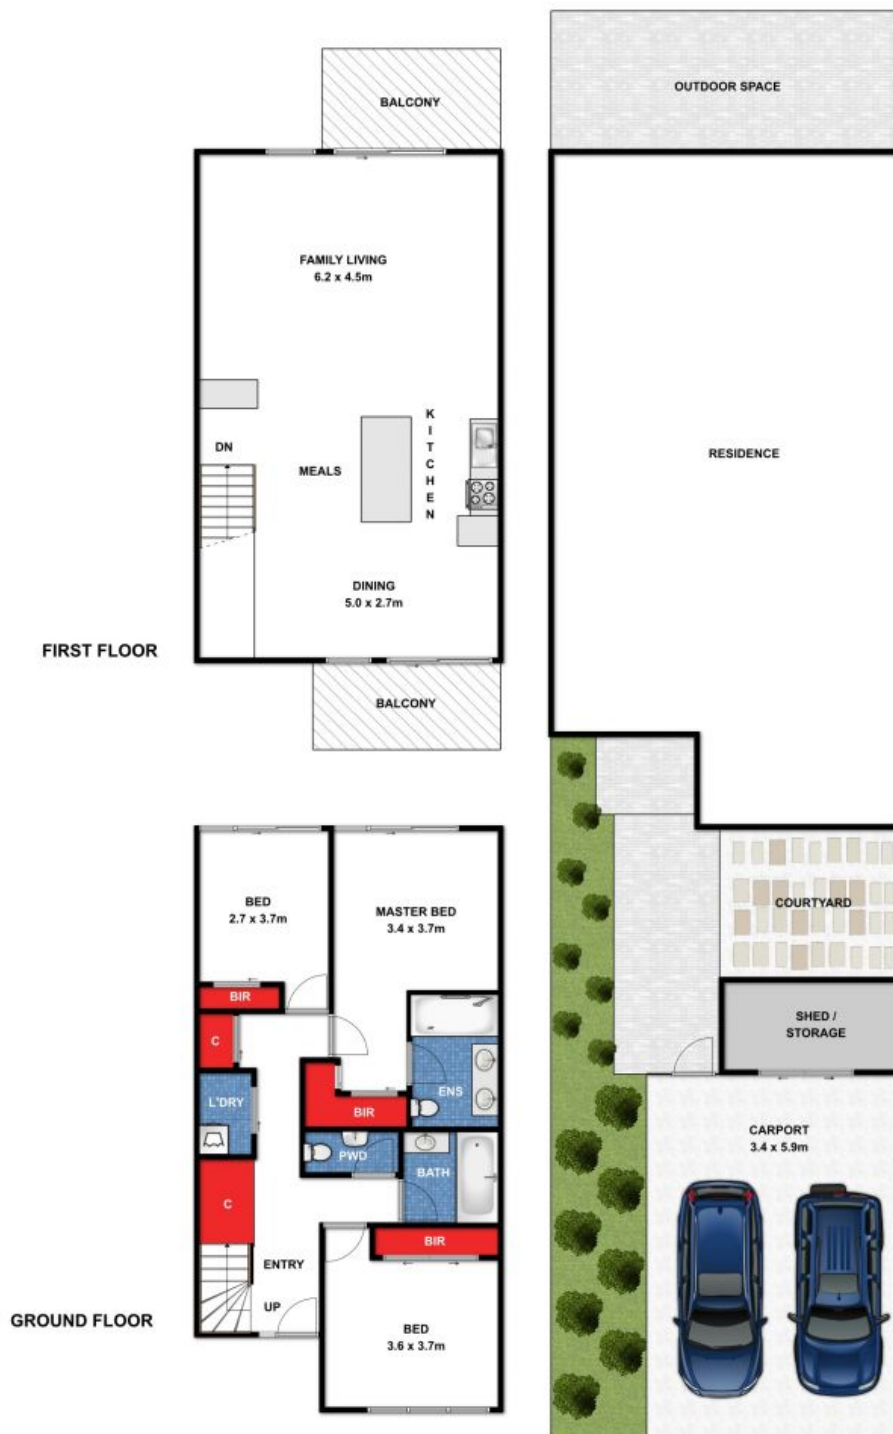 BALCONY
FAMILY LIVING
6.2 x 4.5m
DN
MEALS
KITCHEN
DINING
5.0 x 2.7m
FIRST FLOOR
BALCONY
BED
2.7 x 3.7m
MASTER BED
3.4 x 3.7m
BIR
C
L'DRY
BIR
ENS
PWD
BATH
C
BIR
ENTRY
UP
GROUND FLOOR
BED
3.6 x 3.7m
OUTDOOR SPACE
RESIDENCE
COURTYARD
SHED /
STORAGE
CARPORT
3.4 x 5.9m